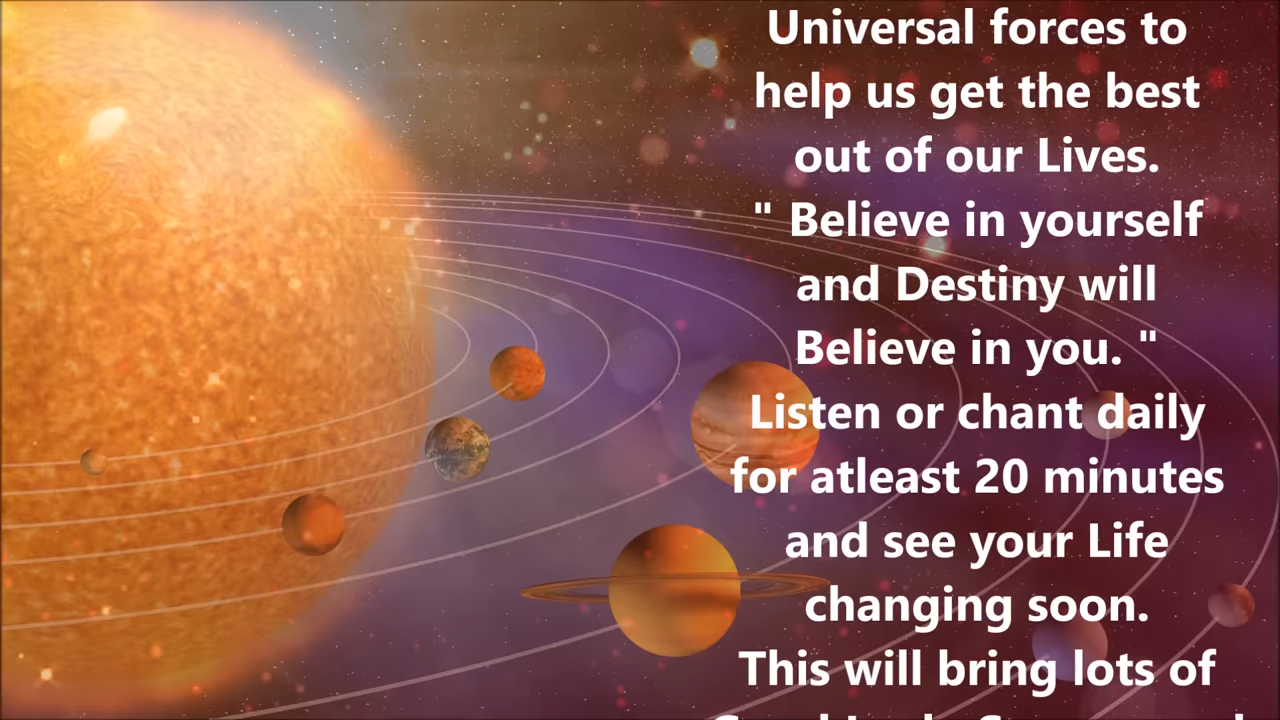 Universal forces to
help us get the best
out of our Lives.
" Believe in yourself
and Destiny will
Believe in you. "
Listen or chant daily
for atleast 20 minutes
and see your Life
changing soon.
This will bring lots of